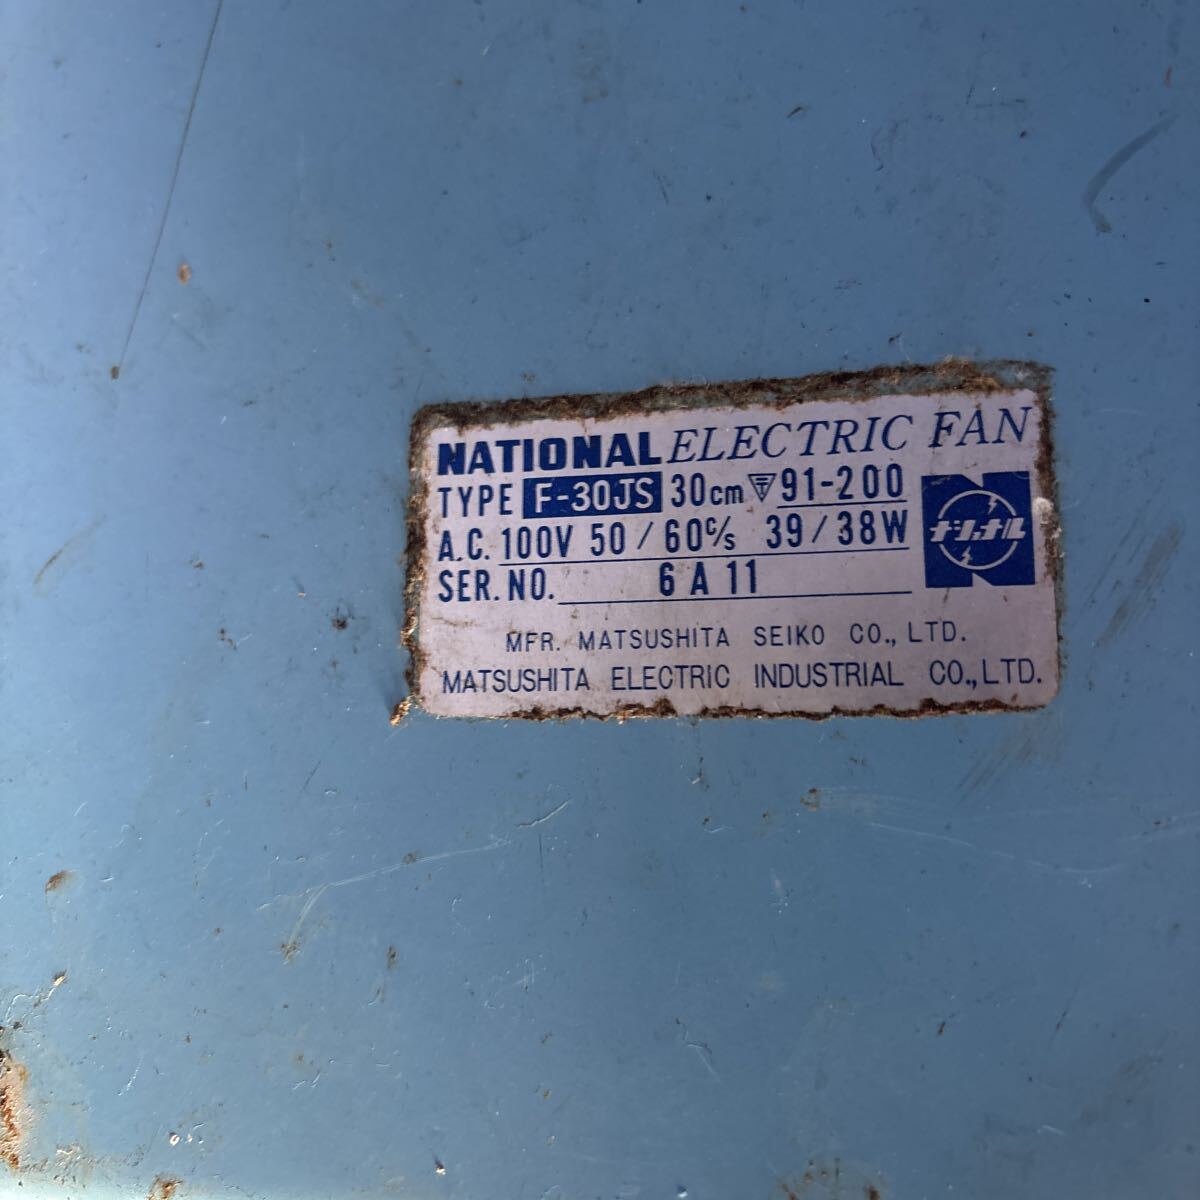 NATIONAL ELECTRIC FAN
TYPE F-30JS 30cm 〒91-200
A.C. 100V 50/60c/s 39/38W
ナショナル
SER. NO. 6 A 11
MFR. MATSUSHITA SEIKO CO., LTD.
MATSUSHITA ELECTRIC INDUSTRIAL CO., LTD.